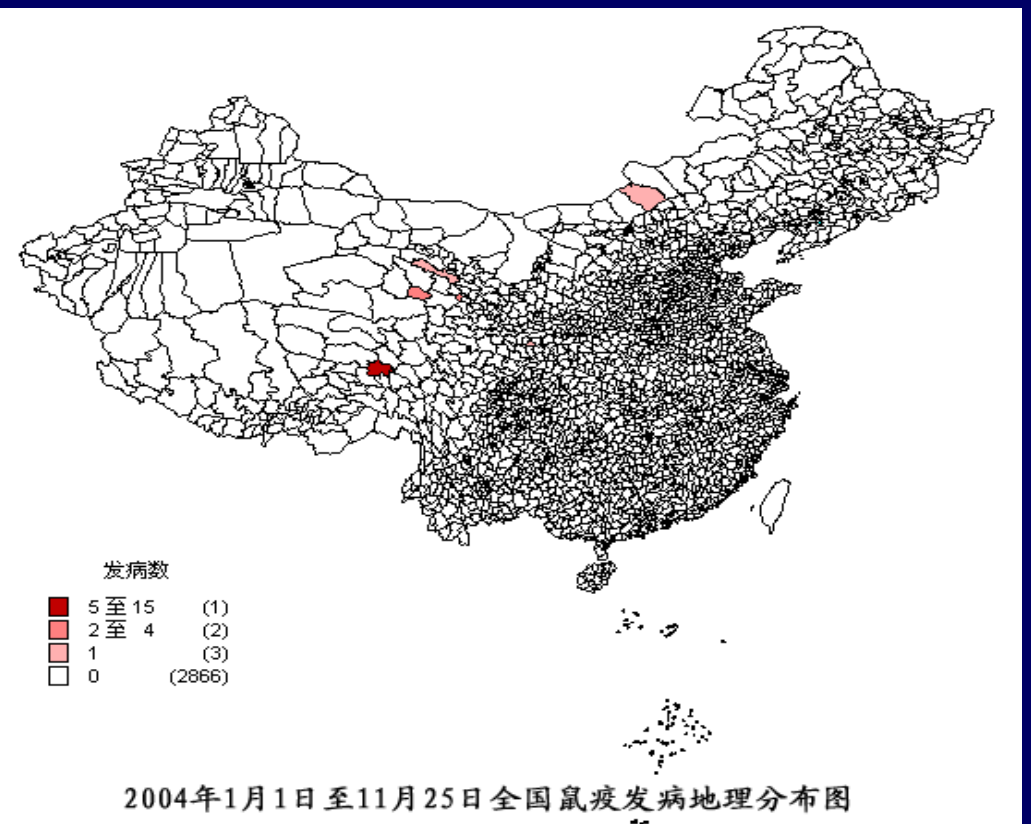 发病数
5 至 15 (1)
2 至 4 (2)
1 (3)
0 (2866)
2004年1月1日至11月25日全国鼠疫发病地理分布图